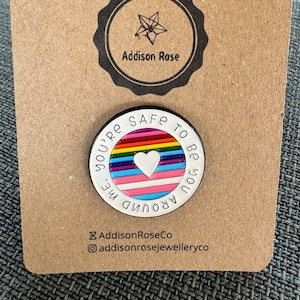 Addison Rose
YOU'RE SAFE TO BE YOU AROUND ME.
AddisonRoseCo
addisonrosejewelleryco